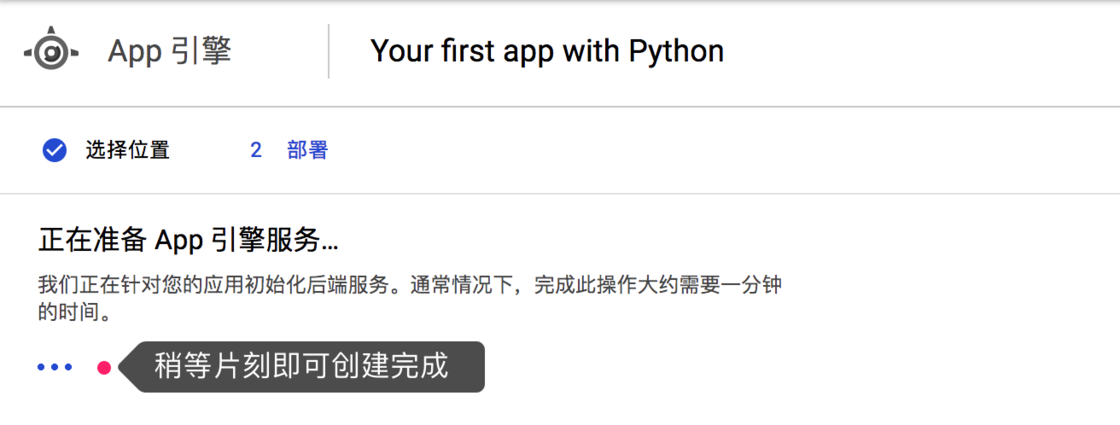 App 引擎
Your first app with Python
选择位置
2 部署
正在准备 App 引擎服务...
我们正在针对您的应用初始化后端服务。通常情况下，完成此操作大约需要一分钟
的时间。
稍等片刻即可创建完成